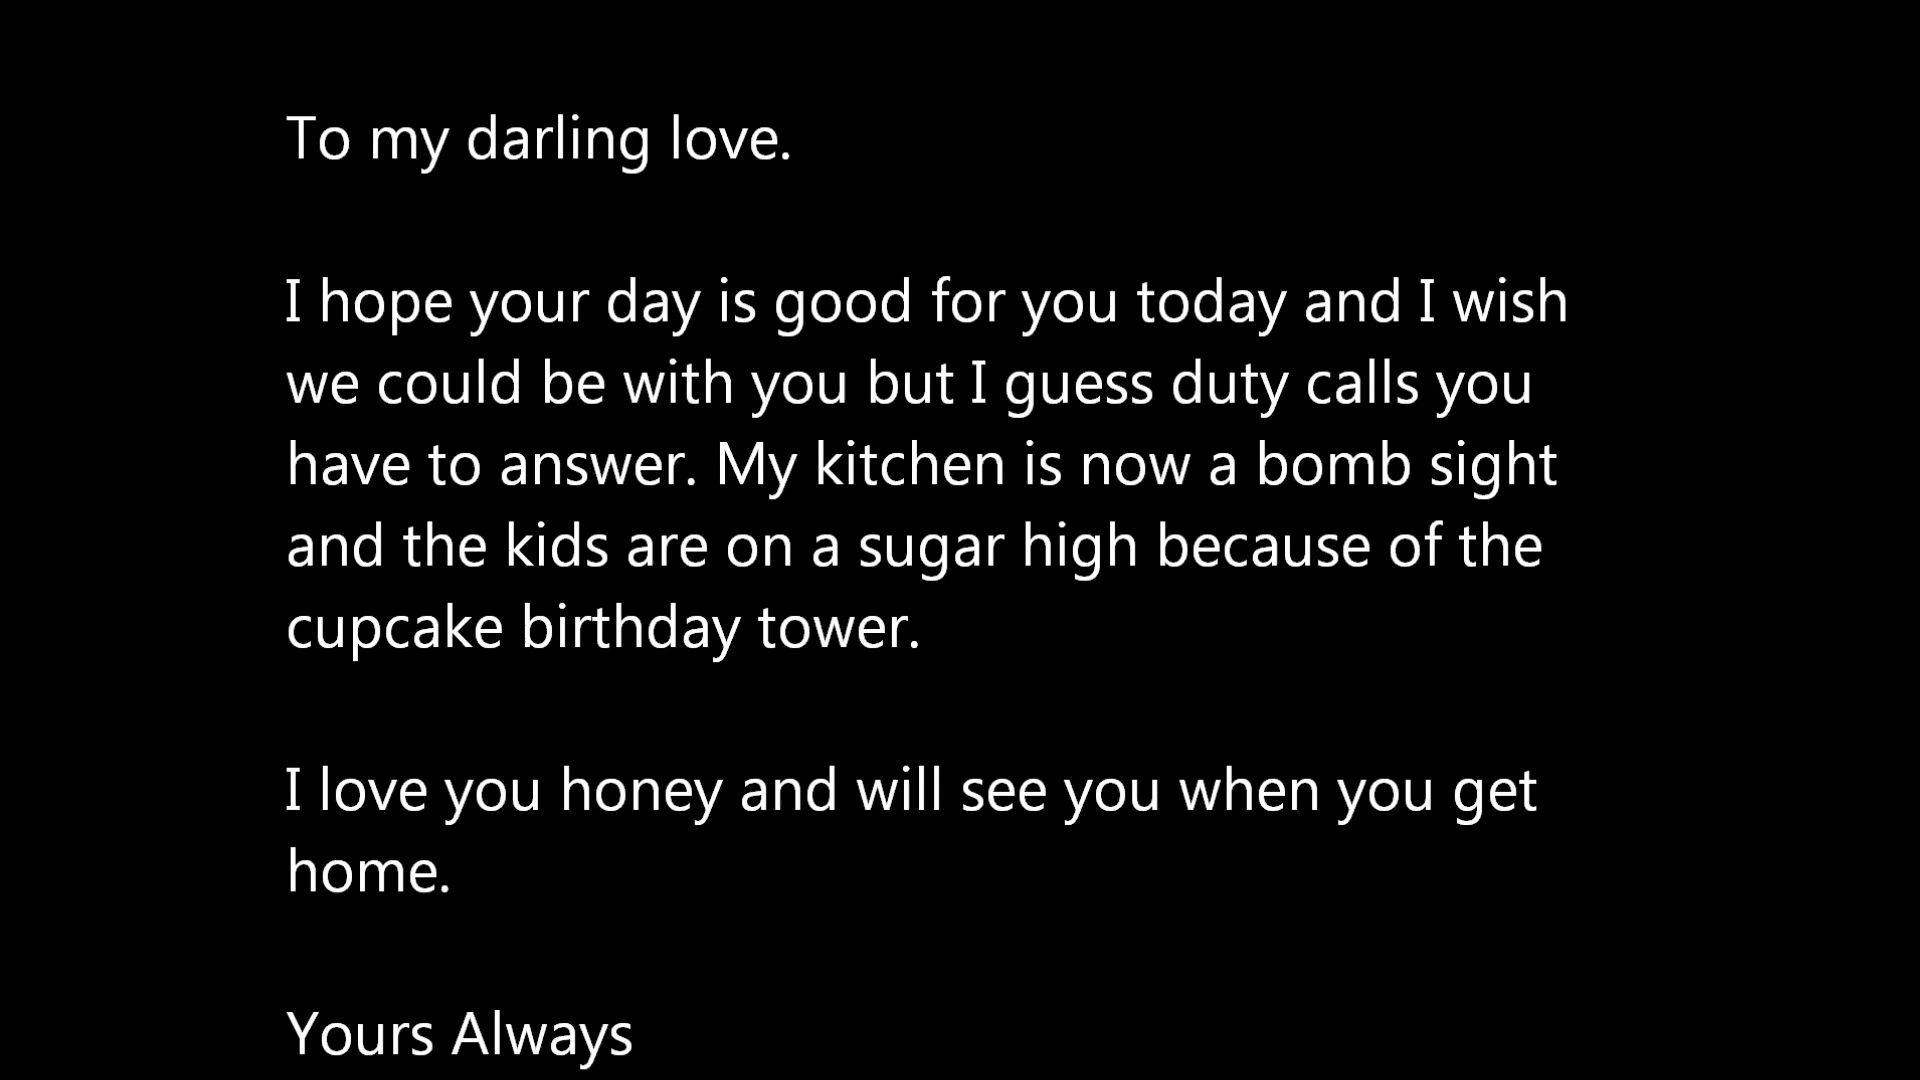 To my darling love.
I hope your day is good for you today and I wish
we could be with you but I guess duty calls you
have to answer. My kitchen is now a bomb sight
and the kids are on a sugar high because of the
cupcake birthday tower.
I love you honey and will see you when you get
home.
Yours Always